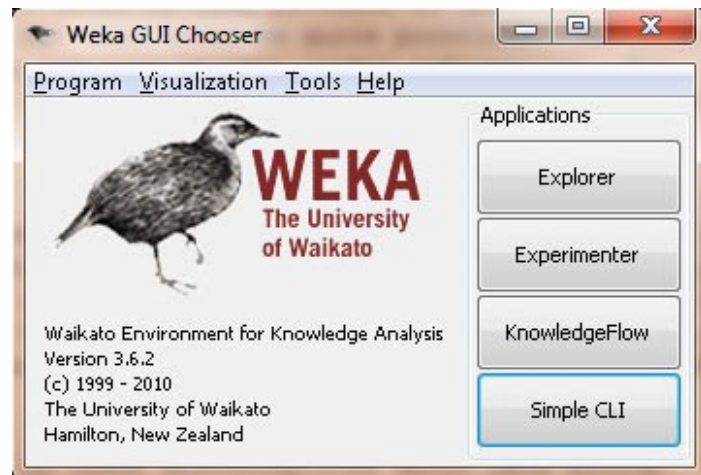 Weka GUI Chooser
Program Visualization Tools Help
WEKA
The University
of Waikato
Waikato Environment for Knowledge Analysis
Version 3.6.2
(c) 1999 - 2010
The University of Waikato
Hamilton, New Zealand
Applications
Explorer
Experimenter
KnowledgeFlow
Simple CLI